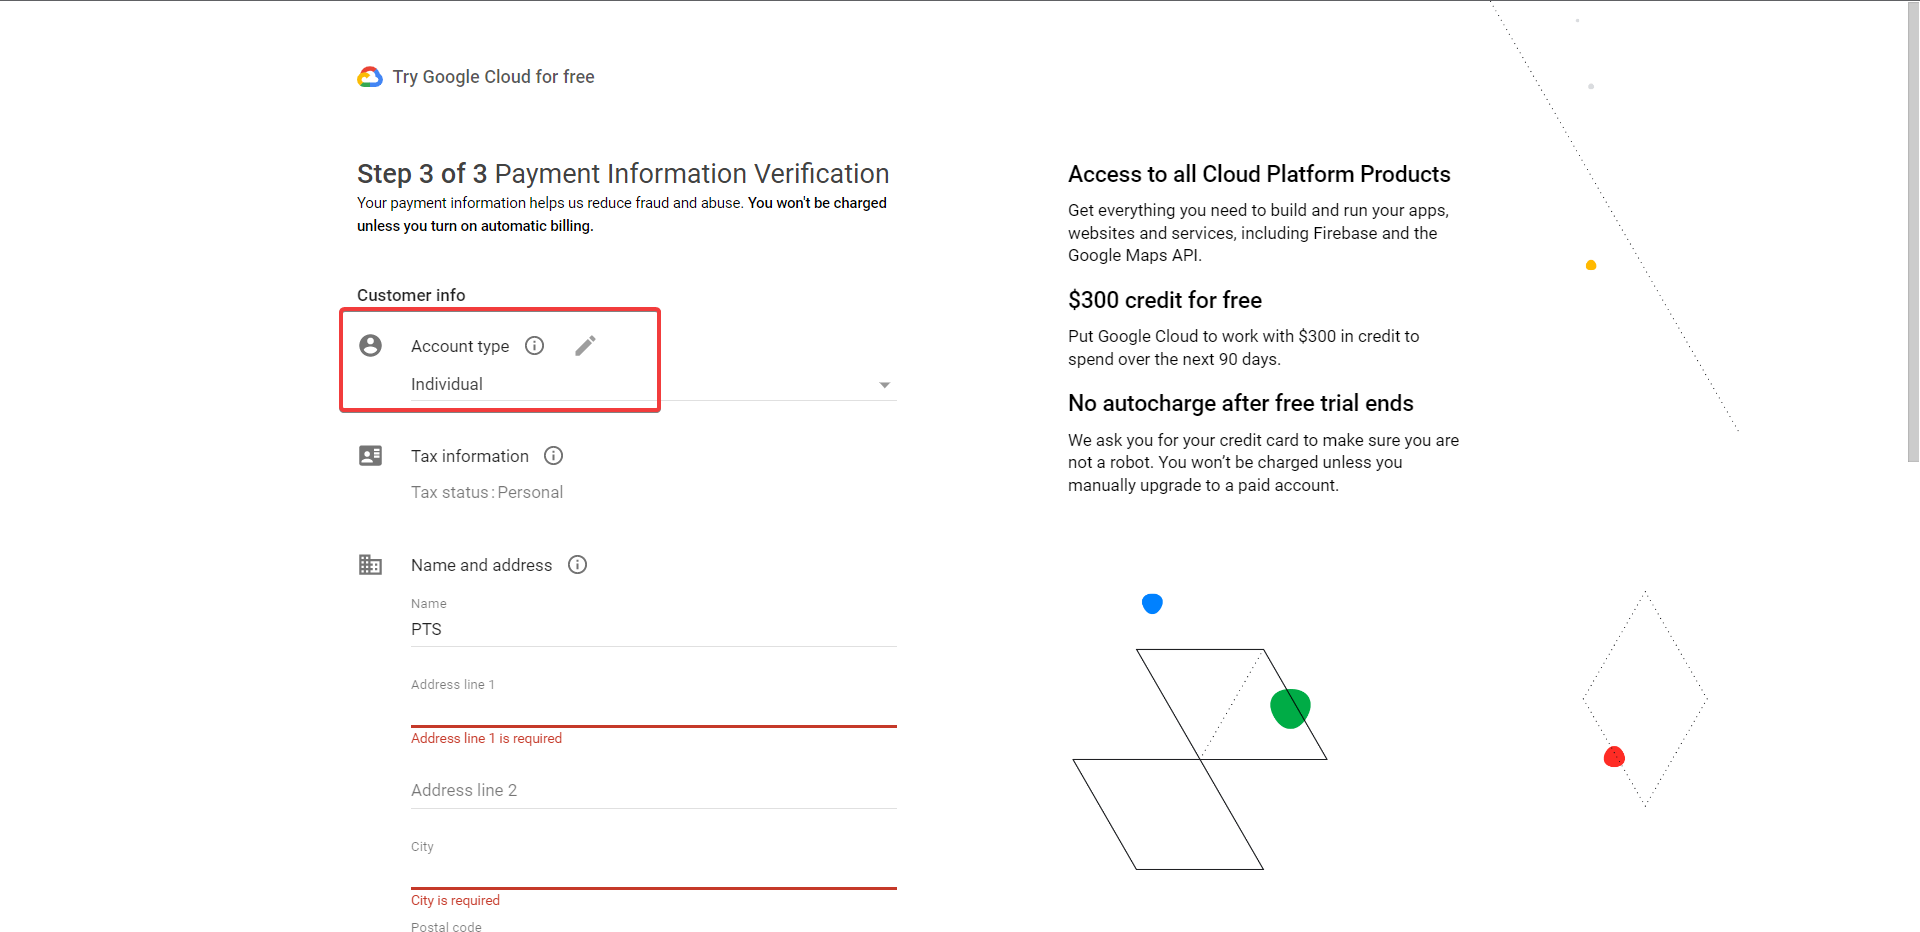 Try Google Cloud for free
Step 3 of 3 Payment Information Verification
Your payment information helps us reduce fraud and abuse. You won't be charged
unless you turn on automatic billing.
Customer info
Account type
Individual
Tax information
Tax status: Personal
Name and address
Name
PTS
Address line 1
Address line 1 is required
Address line 2
City
City is required
Postal code
Access to all Cloud Platform Products
Get everything you need to build and run your apps,
websites and services, including Firebase and the
Google Maps API.
$300 credit for free
Put Google Cloud to work with $300 in credit to
spend over the next 90 days.
No autocharge after free trial ends
We ask you for your credit card to make sure you are
not a robot. You won’t be charged unless you
manually upgrade to a paid account.